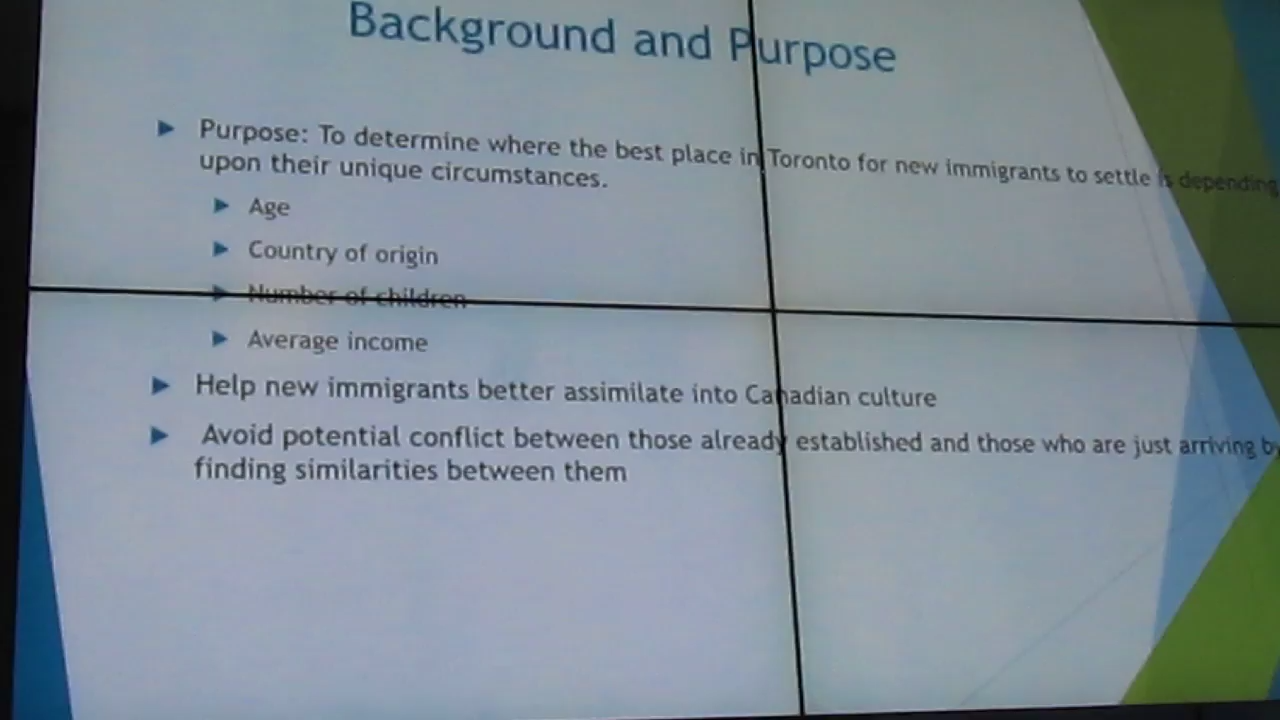 Background and Purpose
Purpose: To determine where the best place in Toronto for new immigrants to settle is depending
upon their unique circumstances.
Age
Country of origin
Number of children
Average income
Help new immigrants better assimilate into Canadian culture
Avoid potential conflict between those already established and those who are just arriving by
finding similarities between them